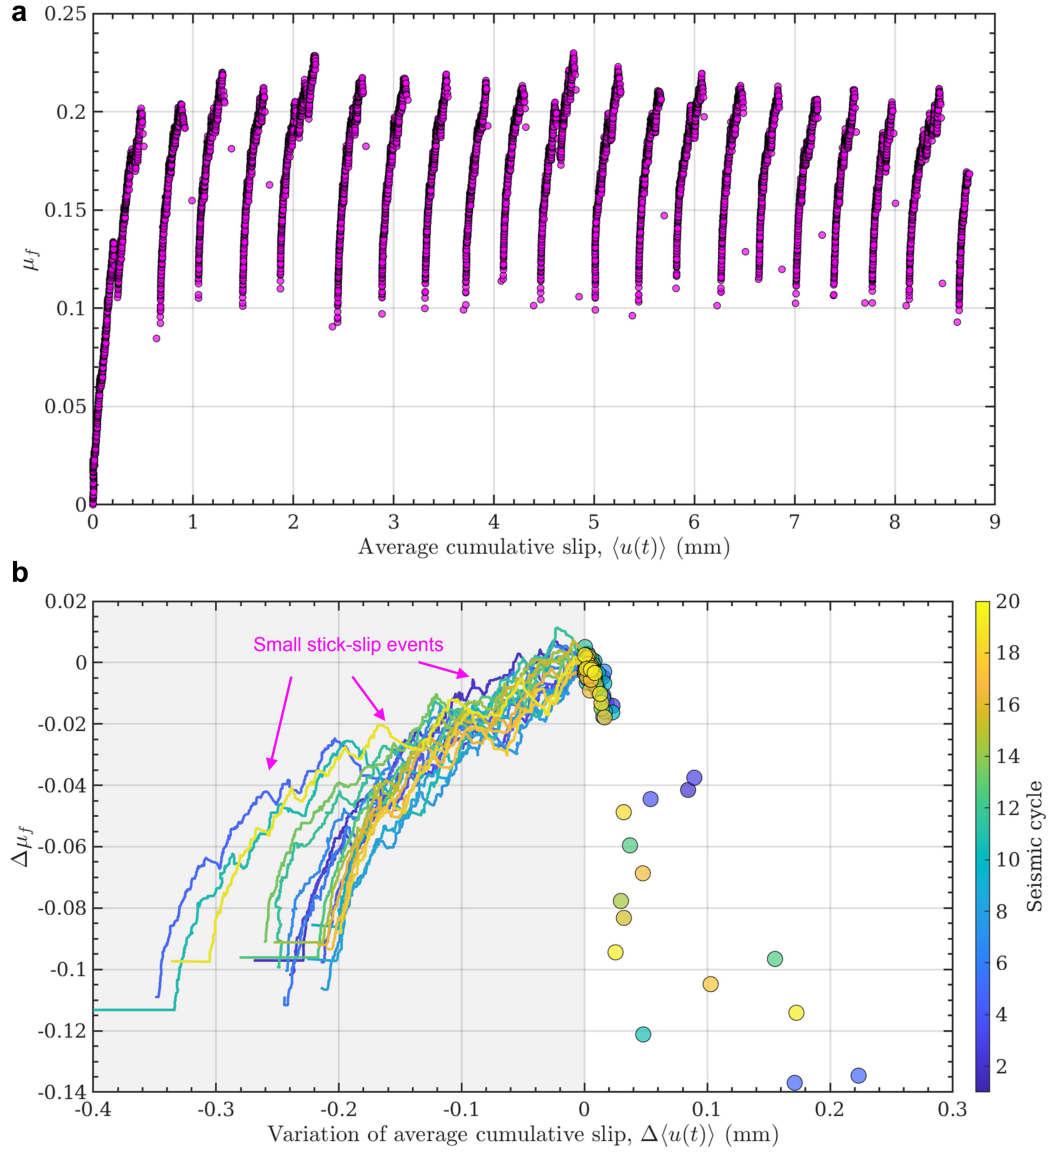 a
0.25
0.2
0.15
0.1
0.05
0
μf
0 1 2 3 4 5 6 7 8 9
Average cumulative slip, ⟨u(t)⟩ (mm)
b
0.02
0
-0.02
-0.04
-0.06
-0.08
-0.1
-0.12
-0.14
Δμf
Small stick-slip events
-0.4 -0.3 -0.2 -0.1 0 0.1 0.2 0.3
Variation of average cumulative slip, Δ⟨u(t)⟩ (mm)
20
18
16
14
12
10
8
6
4
2
Seismic cycle